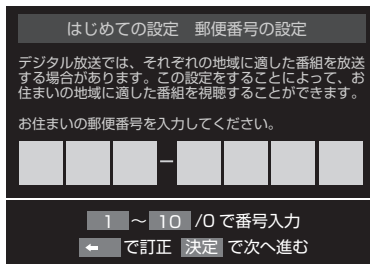 はじめての設定　郵便番号の設定
デジタル放送では、それぞれの地域に適した番組を放送
する場合があります。この設定をすることによって、お
住まいの地域に適した番組を視聴することができます。
お住まいの郵便番号を入力してください。
－
1 ～ 10 /0 で番号入力
← で訂正 決定 で次へ進む